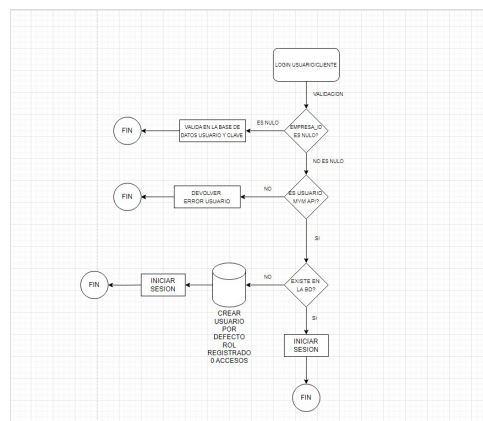 LOGIN USUARIO/CLIENTE
VALIDACION
EMPRESA_ID
ES NULO?
ES NULO
VALIDA EN LA BASE DE
DATOS USUARIO Y CLAVE
FIN
NO ES NULO
ES USUARIO
MYM API?
NO
DEVOLVER
ERROR USUARIO
FIN
SI
EXISTE EN
LA BD?
NO
CREAR
USUARIO
POR
DEFECTO
ROL
REGISTRADO
0 ACCESOS
INICIAR
SESION
FIN
SI
INICIAR
SESION
FIN